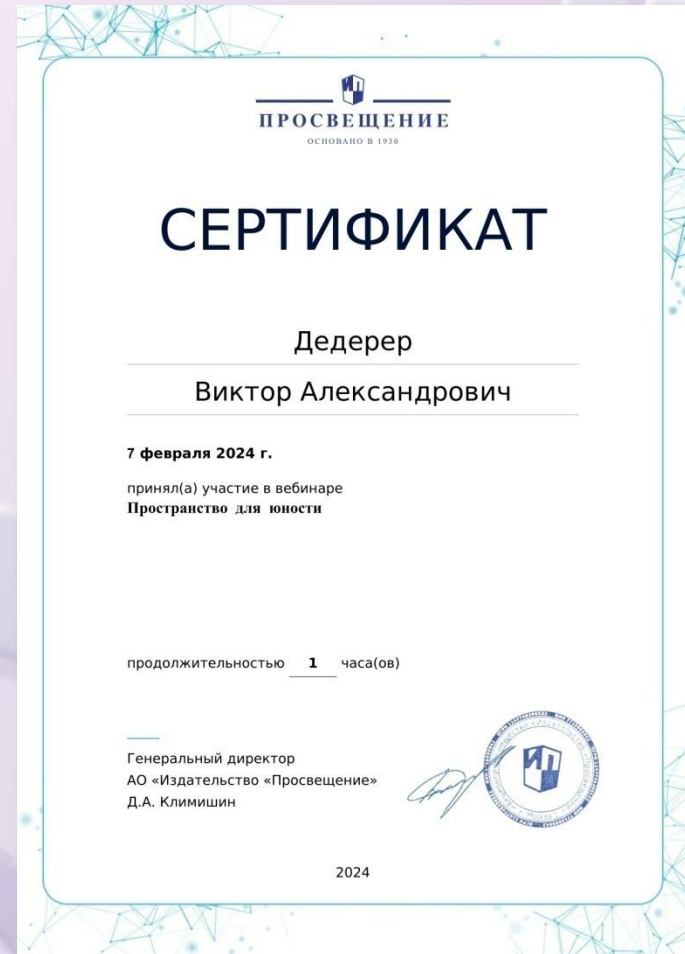 ПРОСВЕЩЕНИЕ
ОСНОВАНО В 1930
СЕРТИФИКАТ
Дедерер
Виктор Александрович
7 февраля 2024 г.
принял(а) участие в вебинаре
Пространство для юности
продолжительностью 1 часа(ов)
Генеральный директор
АО «Издательство «Просвещение»
Д.А. Климишин
2024